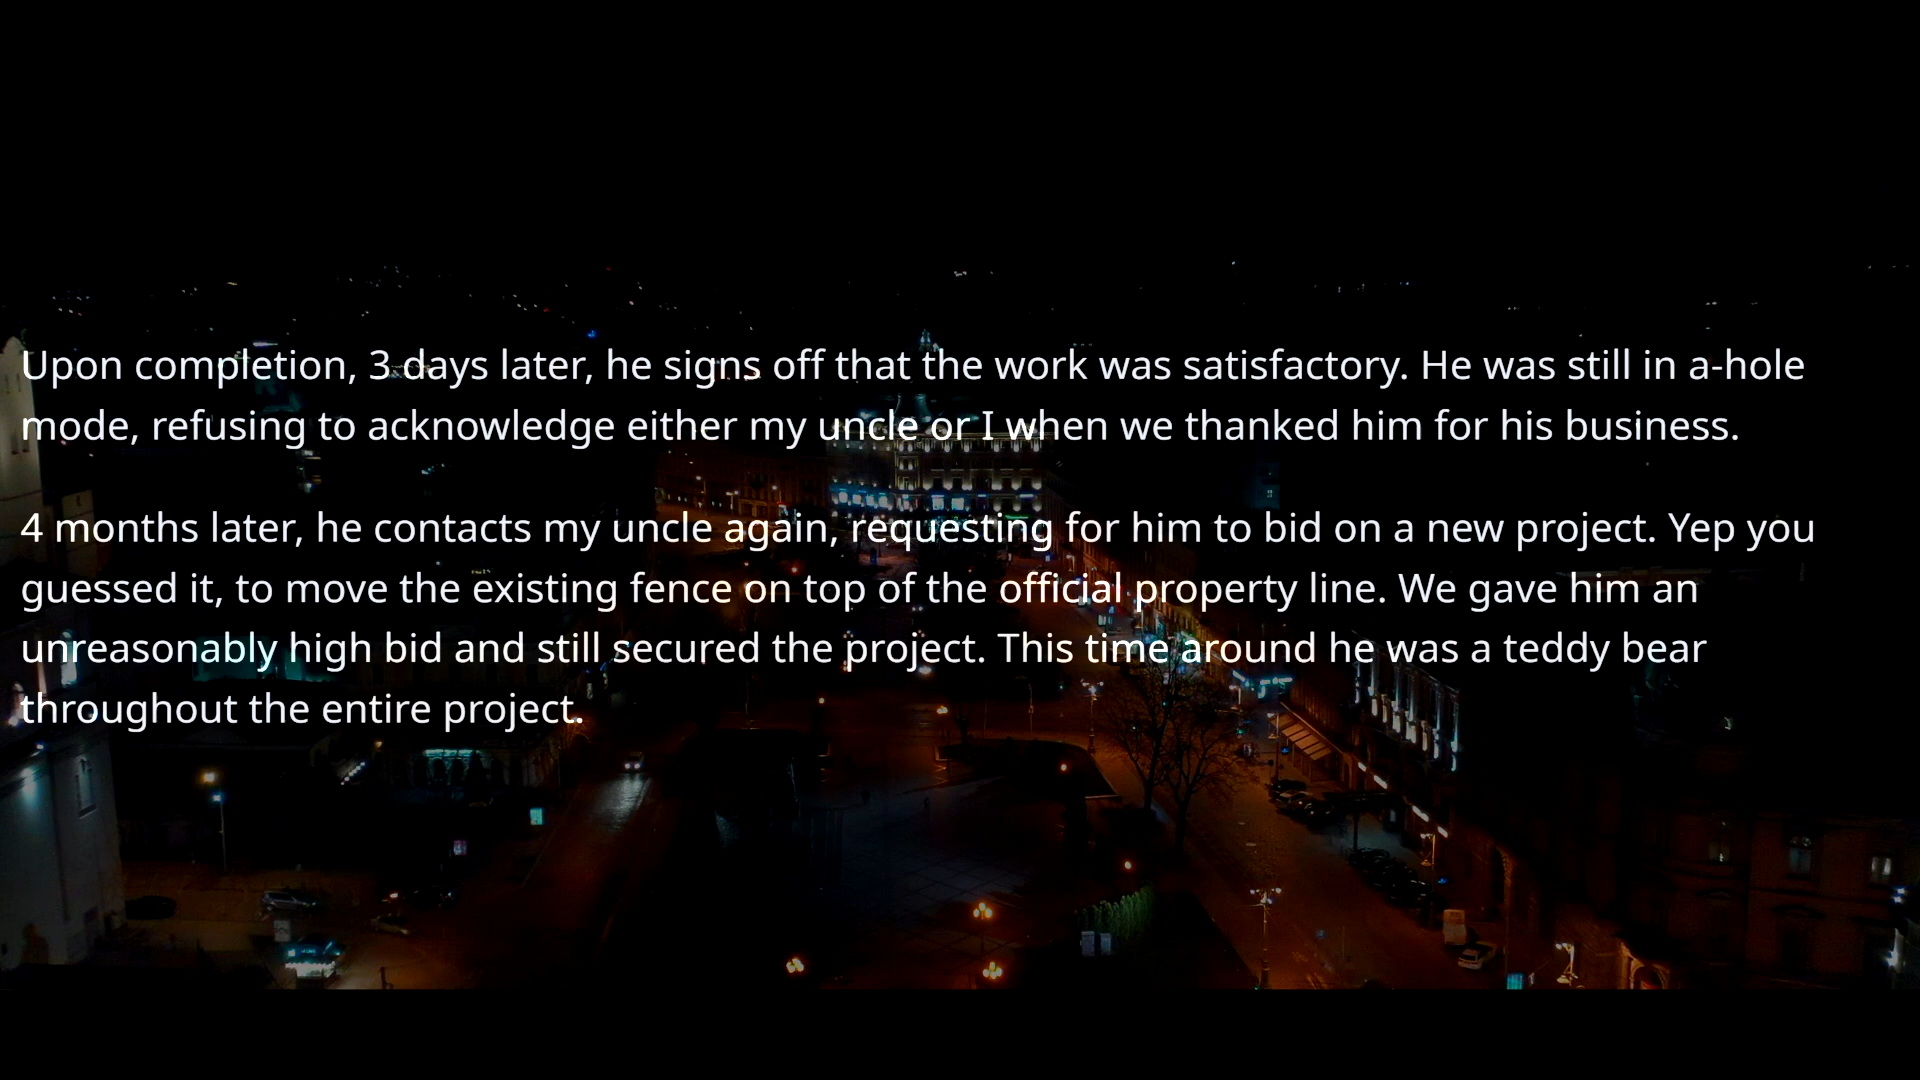 Upon completion, 3 days later, he signs off that the work was satisfactory. He was still in a-hole
mode, refusing to acknowledge either my uncle or I when we thanked him for his business.
4 months later, he contacts my uncle again, requesting for him to bid on a new project. Yep you
guessed it, to move the existing fence on top of the official property line. We gave him an
unreasonably high bid and still secured the project. This time around he was a teddy bear
throughout the entire project.